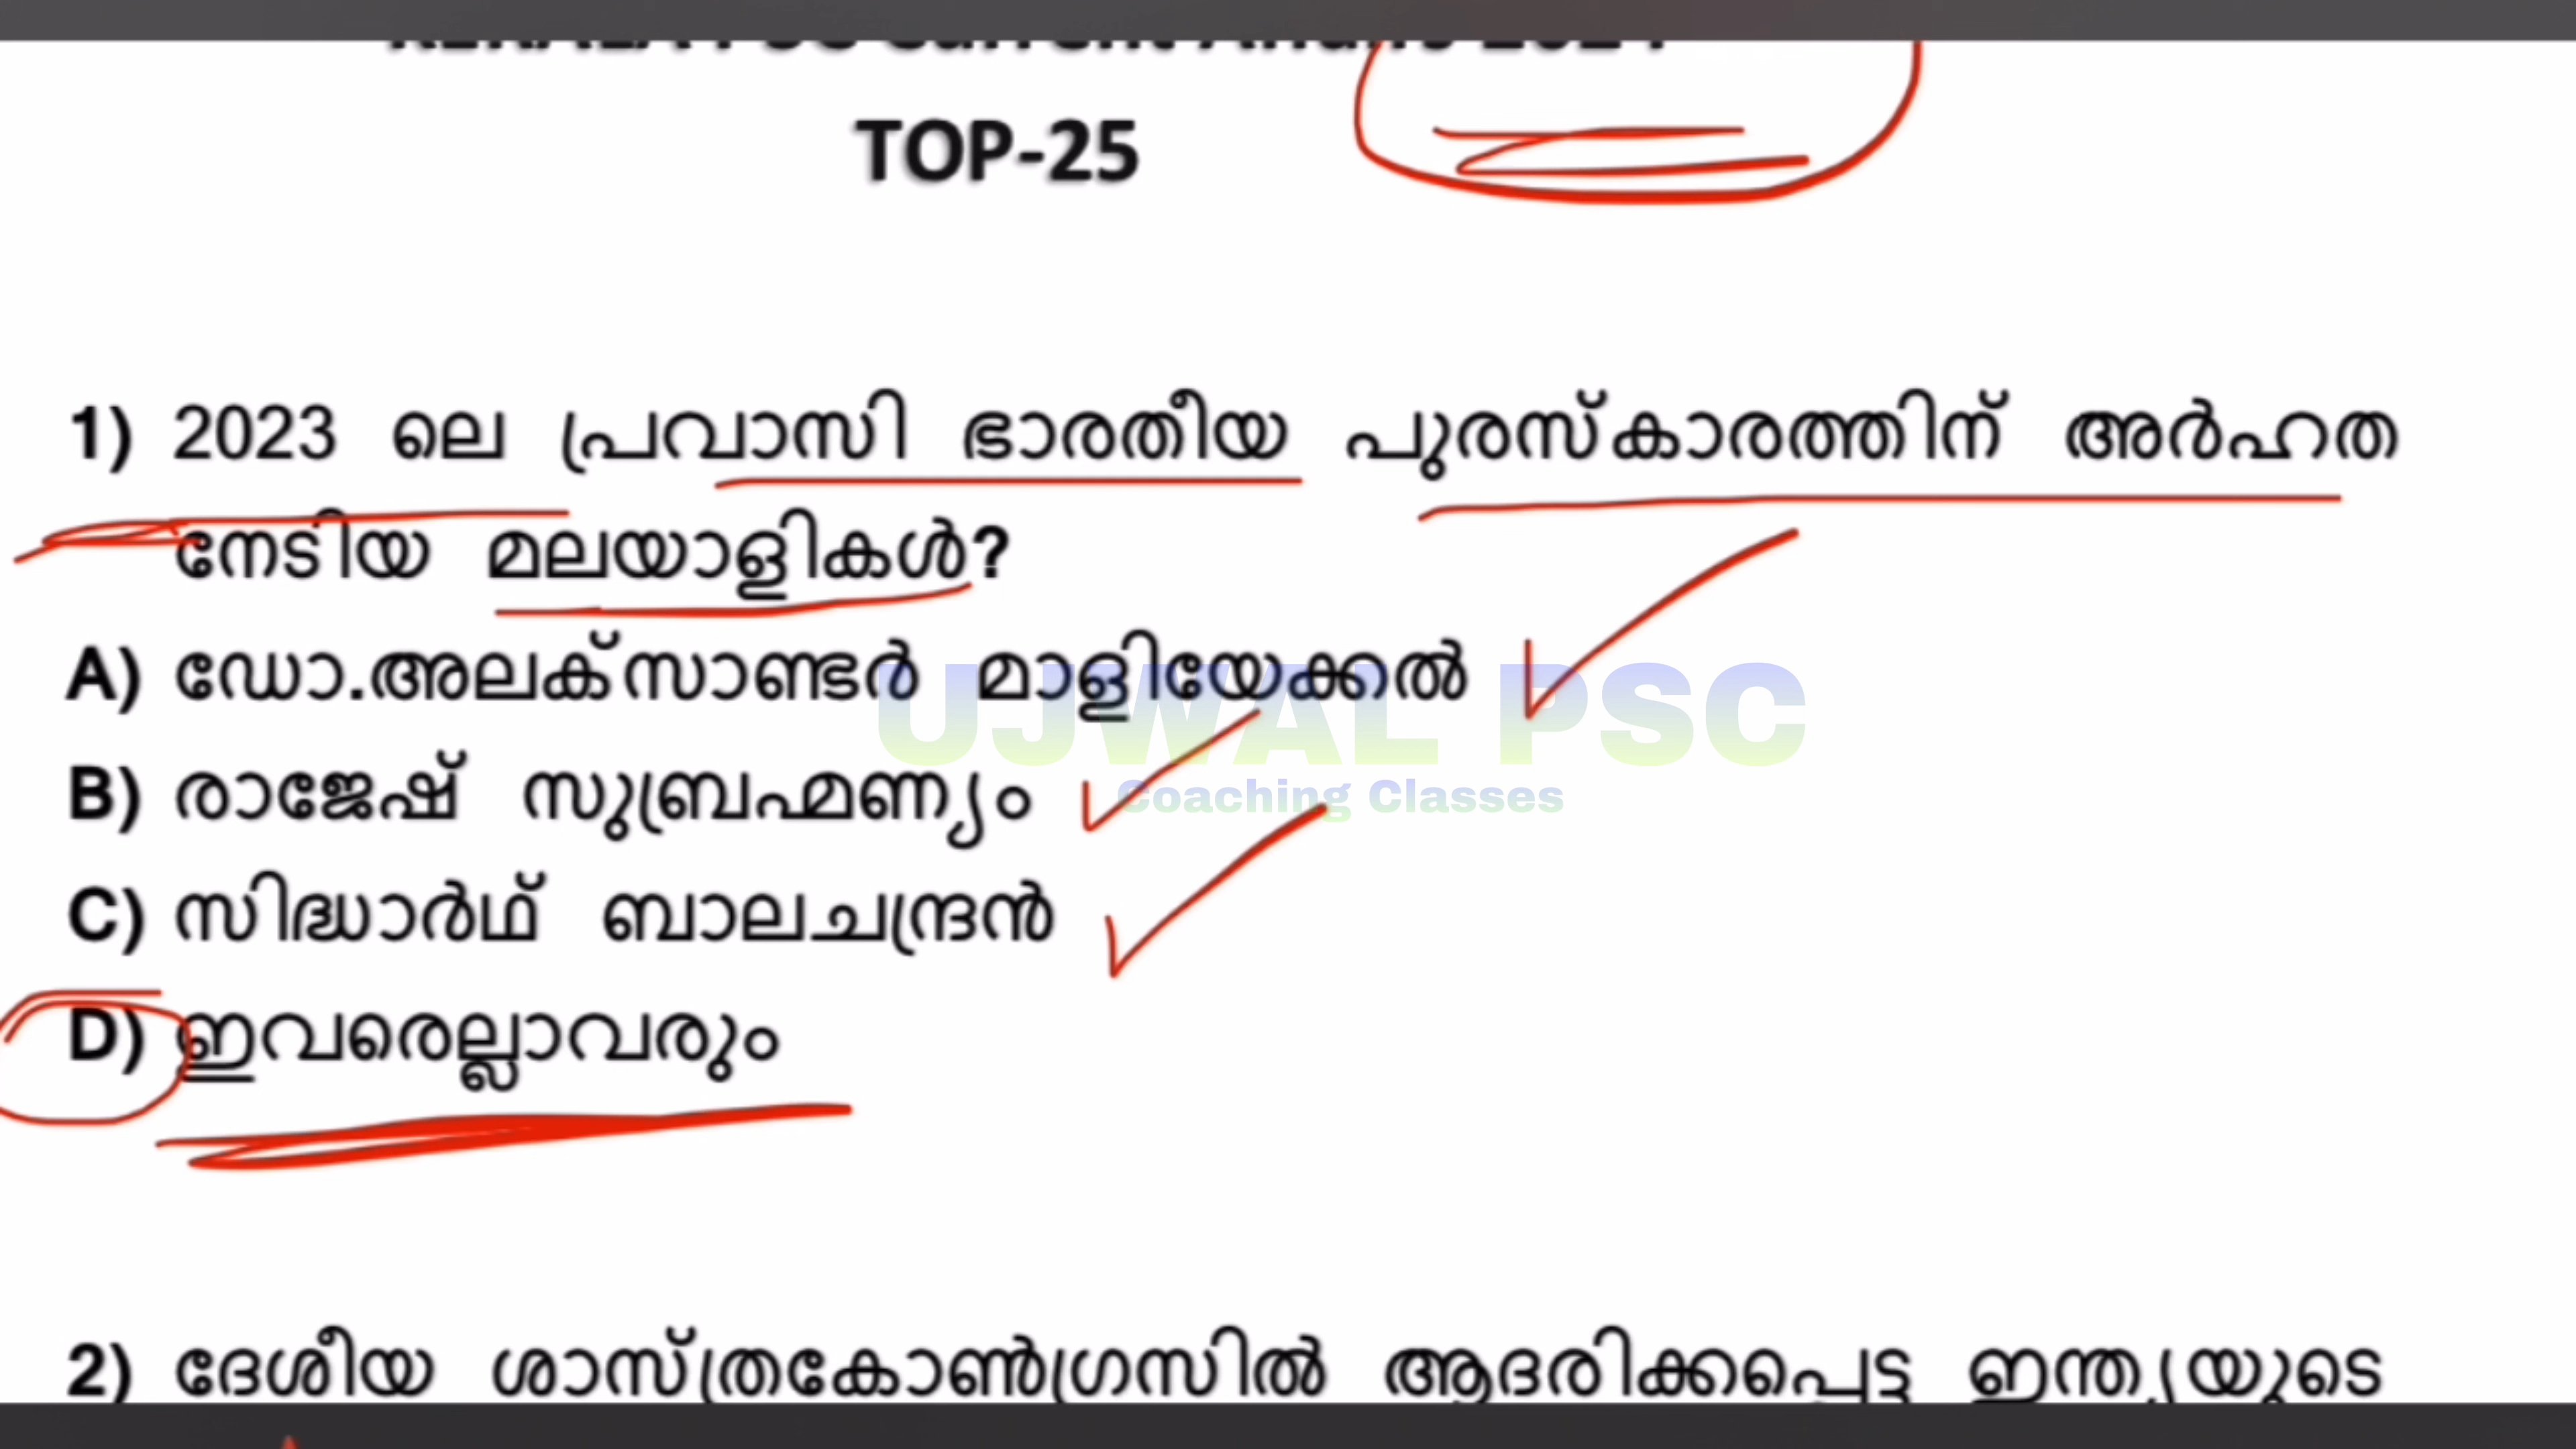 TOP-25
1) 2023 ലെ പ്രവാസി ഭാരതീയ പുരസ്കാരത്തിന് അർഹത
നേടിയ മലയാളികൾ?
A) ഡോ.അലക്സാണ്ടർ മാളിയേക്കൽ
UJWAL PSC
Coaching Classes
B) രാജേഷ് സുബ്രഹ്മണ്യം
C) സിദ്ധാർഥ് ബാലചന്ദ്രൻ
D) ഇവരെല്ലാവരും
2) ദേശീയ ശാസ്ത്രകോൺഗ്രസിൽ ആദരിക്കപ്പെട്ട ഇന്ത്യയുടെ